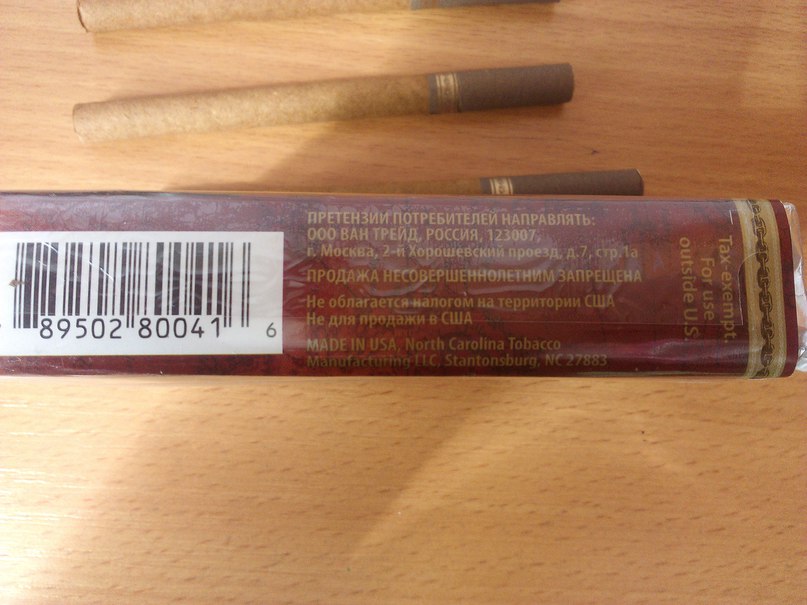 89502 80041 6
ПРЕТЕНЗИИ ПОТРЕБИТЕЛЕЙ НАПРАВЛЯТЬ:
ООО ВАН ТРЕЙД, РОССИЯ, 123007,
г. Москва, 2-й Хорошевский проезд, д.7, стр.1а
ПРОДАЖА НЕСОВЕРШЕННОЛЕТНИМ ЗАПРЕЩЕНА
Не облагается налогом на территории США
Не для продажи в США
MADE IN USA, North Carolina Tobacco
Manufacturing LLC, Stantonsburg, NC 27883
Tax-exempt.
For use
outside U.S